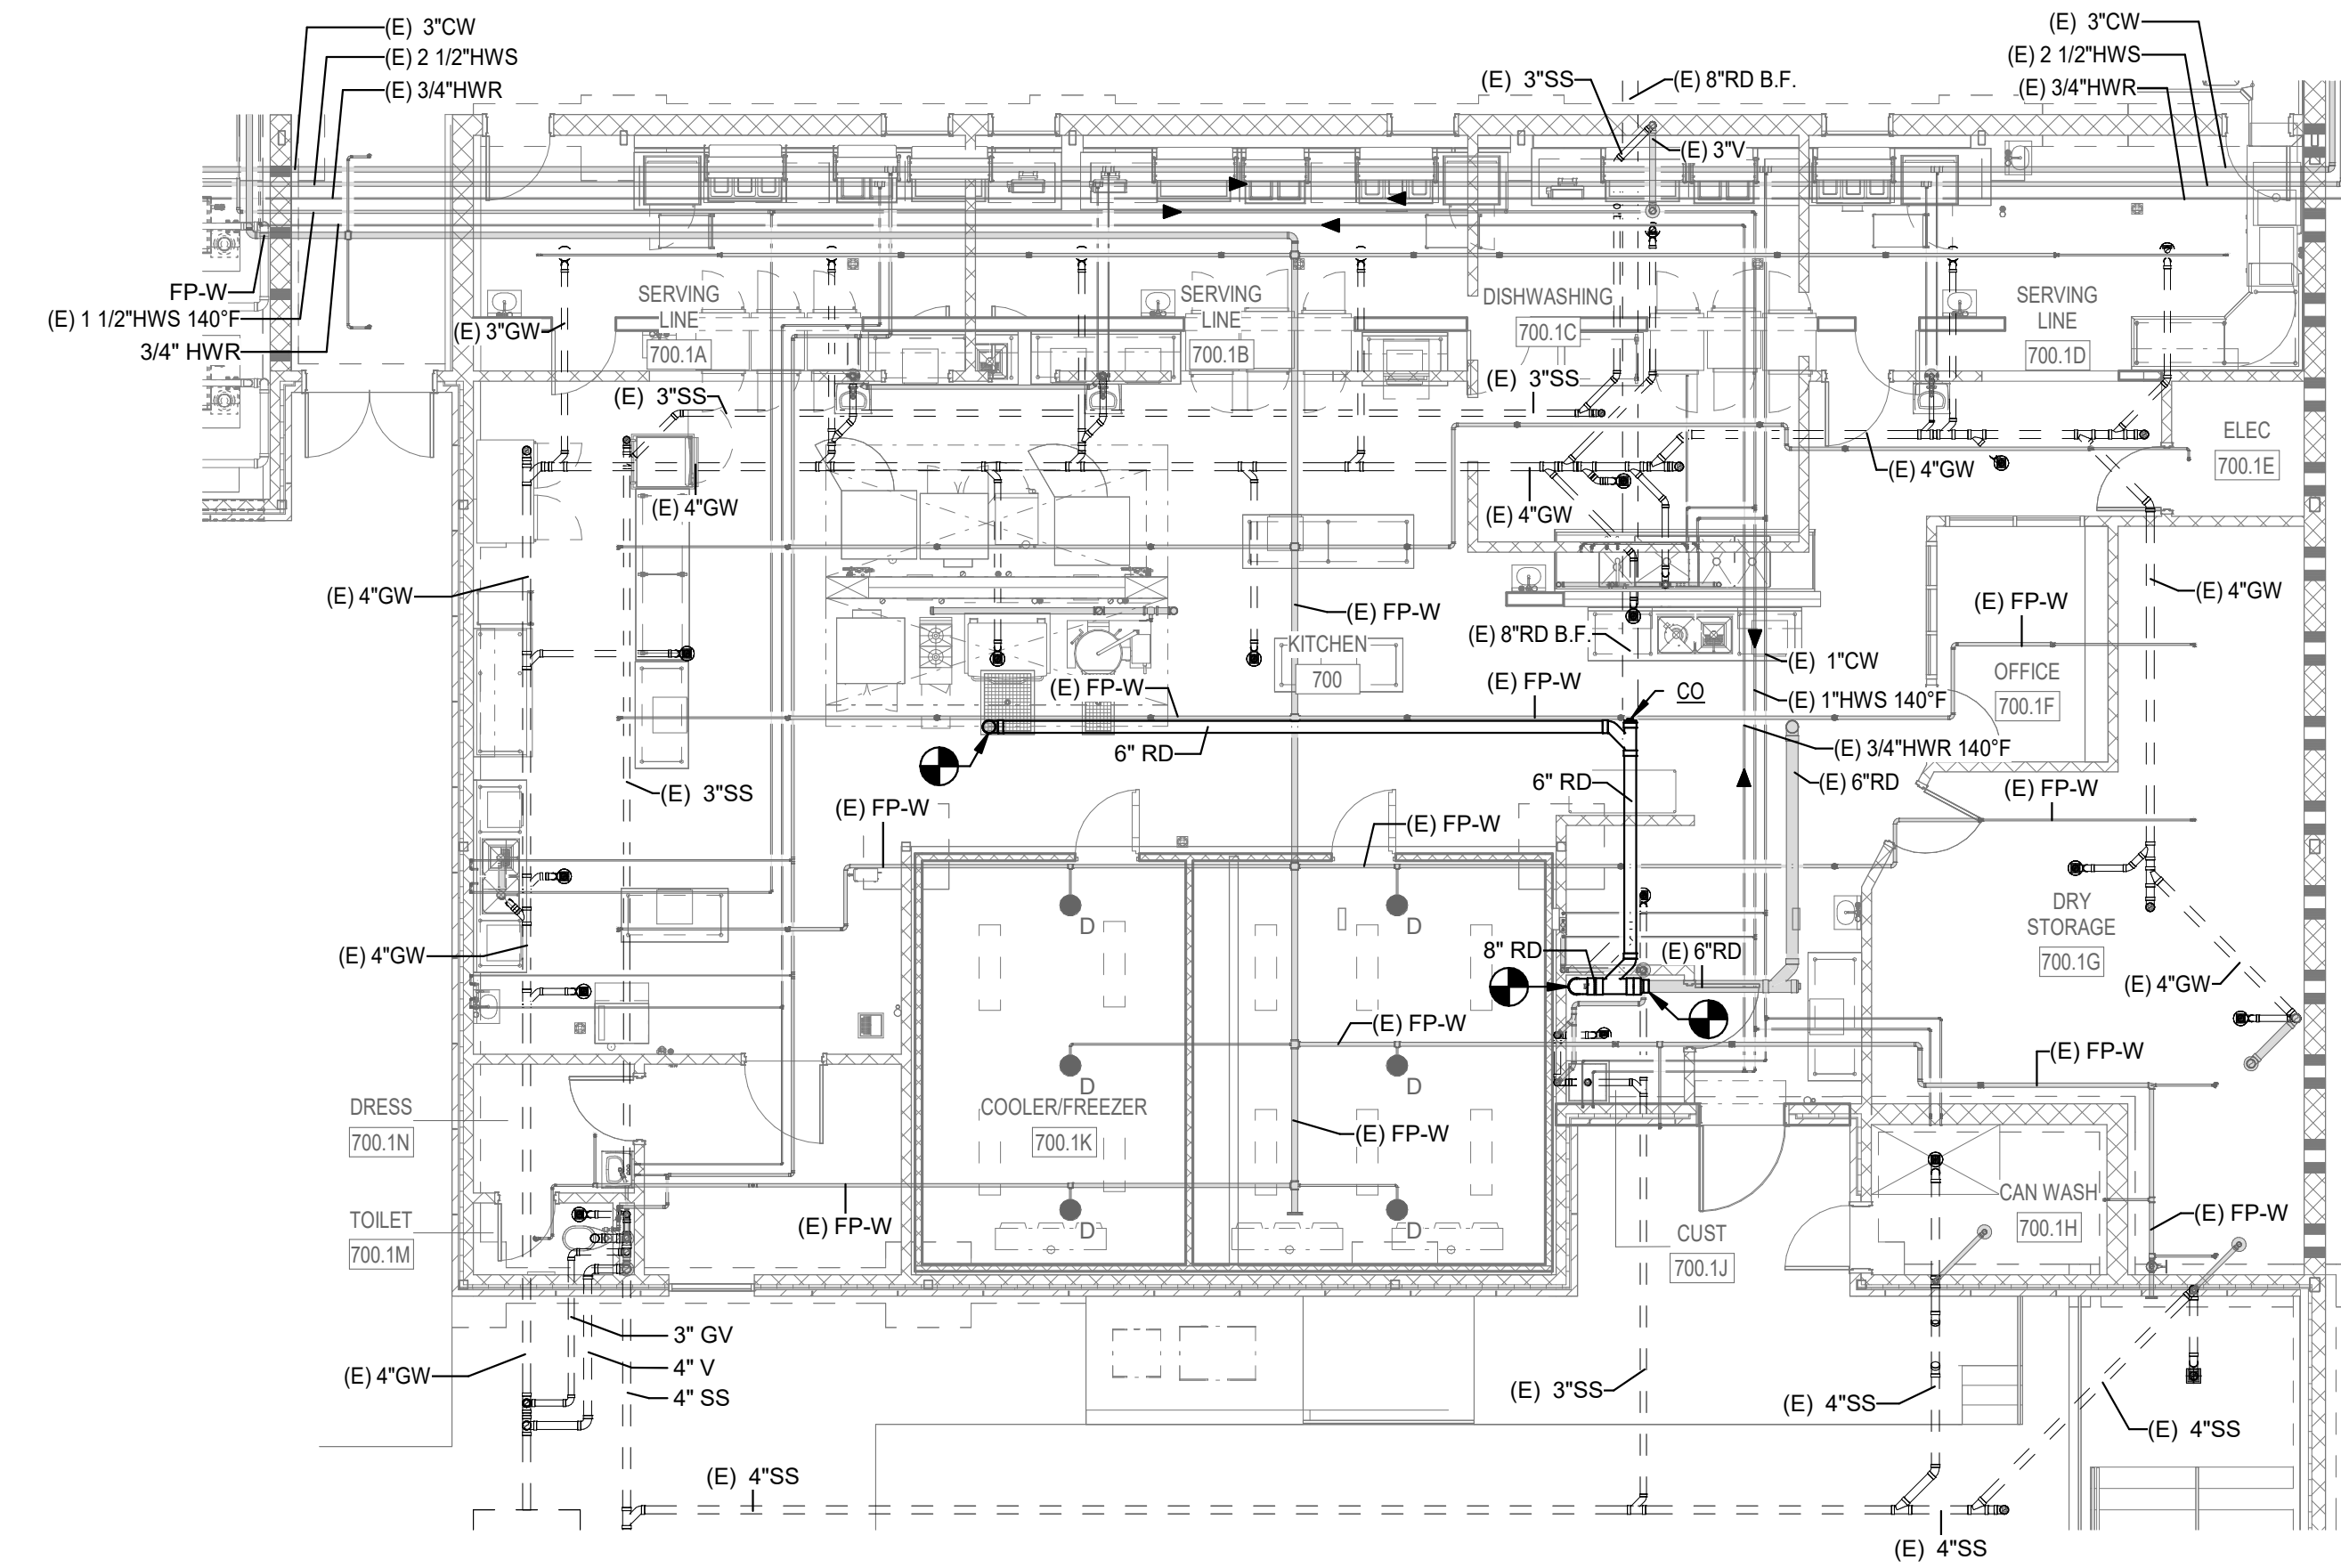 (E) 3"CW
(E) 2 1/2"HWS
(E) 3/4"HWR
(E) 3"SS
(E) 8"RD B.F.
(E) 3"CW
(E) 2 1/2"HWS
(E) 3/4"HWR
(E) 3"V
FP-W
(E) 1 1/2"HWS 140°F
3/4" HWR
(E) 3"GW
SERVING
LINE
700.1A
SERVING
LINE
700.1B
DISHWASHING
700.1C
SERVING
LINE
700.1D
(E) 3"SS
(E) 3"SS
(E) 4"GW
(E) 4"GW
(E) 4"GW
ELEC
700.1E
(E) 4"GW
(E) FP-W
(E) 8"RD B.F.
KITCHEN
700
(E) FP-W
(E) 4"GW
(E) 1"CW
(E) FP-W
(E) FP-W
CO
(E) 1"HWS 140°F
OFFICE
700.1F
6" RD
(E) 3/4"HWR 140°F
(E) 3"SS
6" RD
(E) 6"RD
(E) FP-W
(E) FP-W
(E) FP-W
D
D
DRY
STORAGE
700.1G
(E) 4"GW
8" RD
(E) 6"RD
(E) 4"GW
(E) FP-W
(E) FP-W
D
D
DRESS
700.1N
COOLER/FREEZER
700.1K
(E) FP-W
TOILET
700.1M
(E) FP-W
D
D
CUST
700.1J
CAN WASH
700.1H
(E) FP-W
3" GV
4" V
4" SS
(E) 4"GW
(E) 3"SS
(E) 4"SS
(E) 4"SS
(E) 4"SS
(E) 4"SS